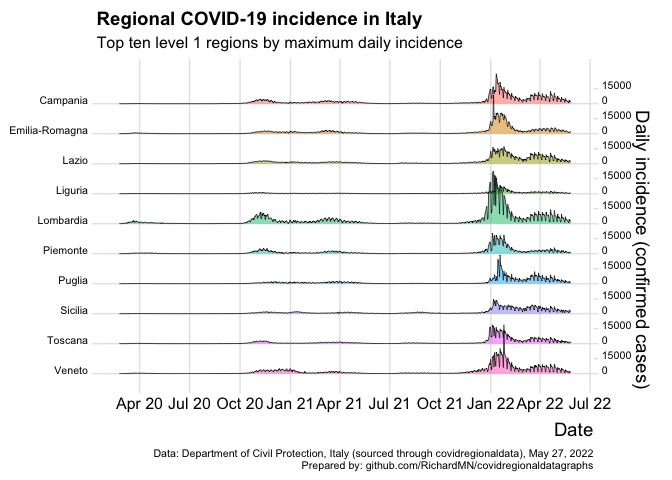 Regional COVID-19 incidence in Italy
Top ten level 1 regions by maximum daily incidence
Campania
15000
0
Emilia-Romagna
15000
0
Lazio
15000
0
Liguria
15000
0
Lombardia
15000
0
Piemonte
15000
0
Puglia
15000
0
Sicilia
15000
0
Toscana
15000
0
Veneto
15000
0
Daily incidence (confirmed cases)
Apr 20 Jul 20 Oct 20 Jan 21 Apr 21 Jul 21 Oct 21 Jan 22 Apr 22 Jul 22
Date
Data: Department of Civil Protection, Italy (sourced through covidregionaldata), May 27, 2022
Prepared by: github.com/RichardMN/covidregionaldatagraphs